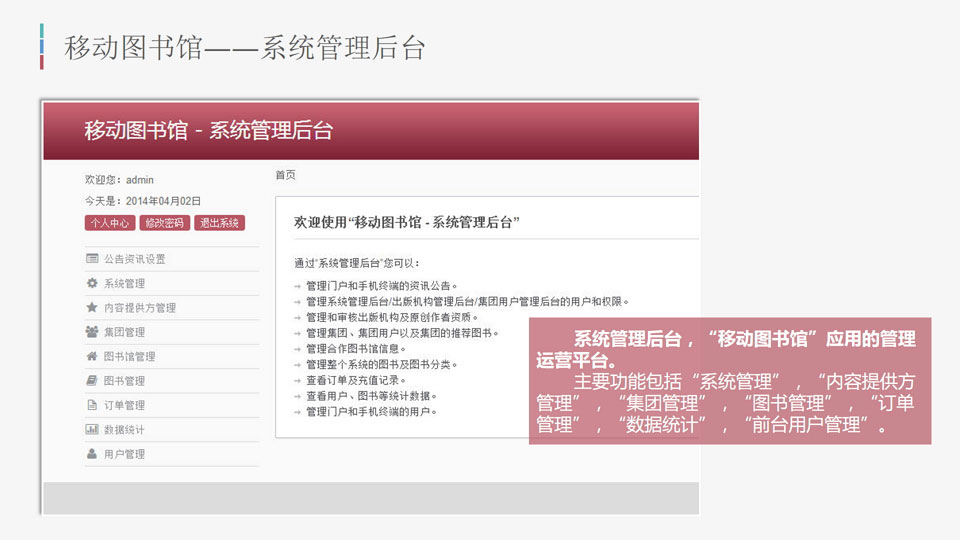 移动图书馆——系统管理后台
移动图书馆 - 系统管理后台
欢迎您：admin
今天是：2014年04月02日
个人中心 修改密码 退出系统
公告资讯设置
系统管理
内容提供方管理
集团管理
图书馆管理
图书管理
订单管理
数据统计
用户管理
首页
欢迎使用“移动图书馆 - 系统管理后台”
通过“系统管理后台”您可以：
→ 管理门户和手机终端的资讯公告。
→ 管理系统管理后台/出版机构管理后台/集团用户管理后台的用户和权限。
→ 管理和审核出版机构及原创作者资质。
→ 管理集团、集团用户以及集团的推荐图书。
→ 管理合作图书馆信息。
→ 管理整个系统的图书及图书分类。
→ 查看订单及充值记录。
→ 查看用户、图书等统计数据。
→ 管理门户和手机终端的用户。
系统管理后台，“移动图书馆”应用的管理
运营平台。
主要功能包括“系统管理”，“内容提供方
管理”，“集团管理”，“图书管理”，“订单
管理”，“数据统计”，“前台用户管理”。